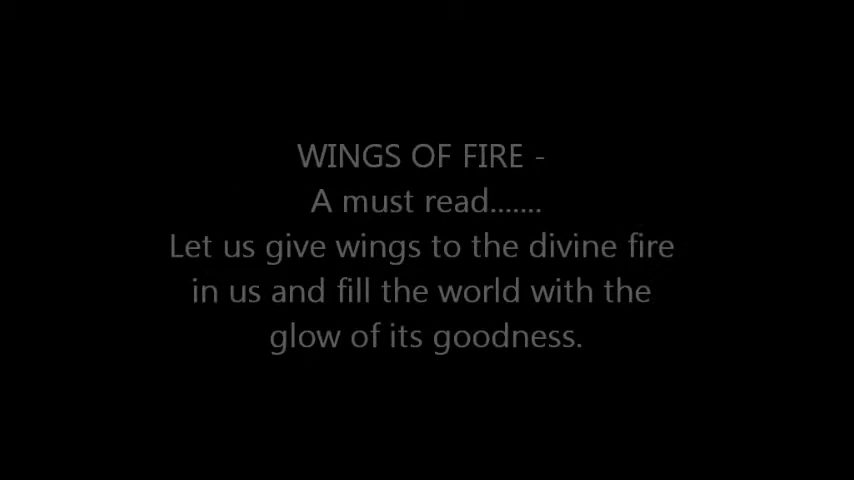 WINGS OF FIRE -
A must read.......
Let us give wings to the divine fire
in us and fill the world with the
glow of its goodness.